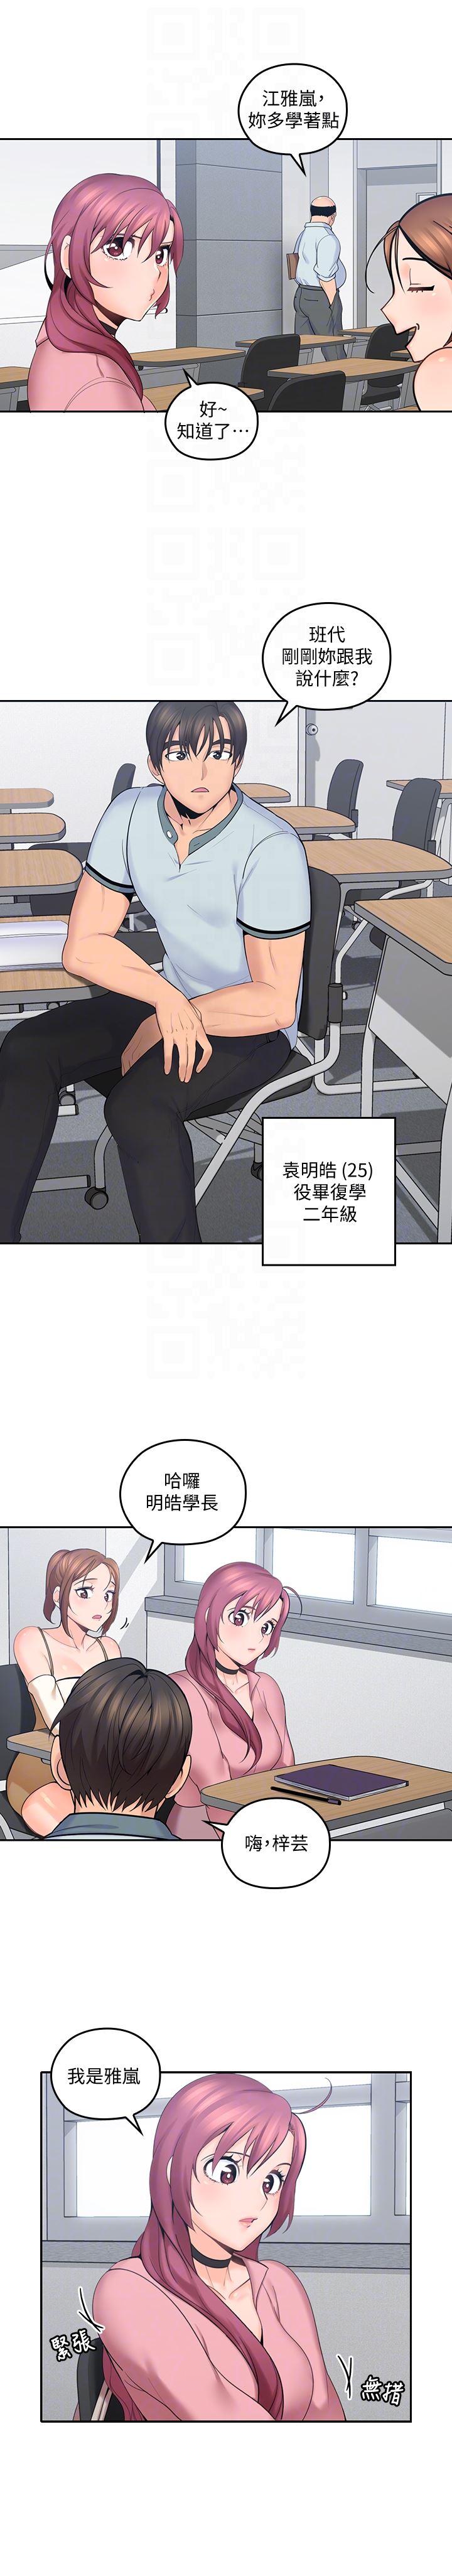 江雅嵐,
妳多學著點
好~
知道了…
班代
剛剛妳跟我
說什麼?
袁明皓 (25)
役畢復學
二年級
哈囉
明皓學長
嗨,梓芸
我是雅嵐
緊張
無措